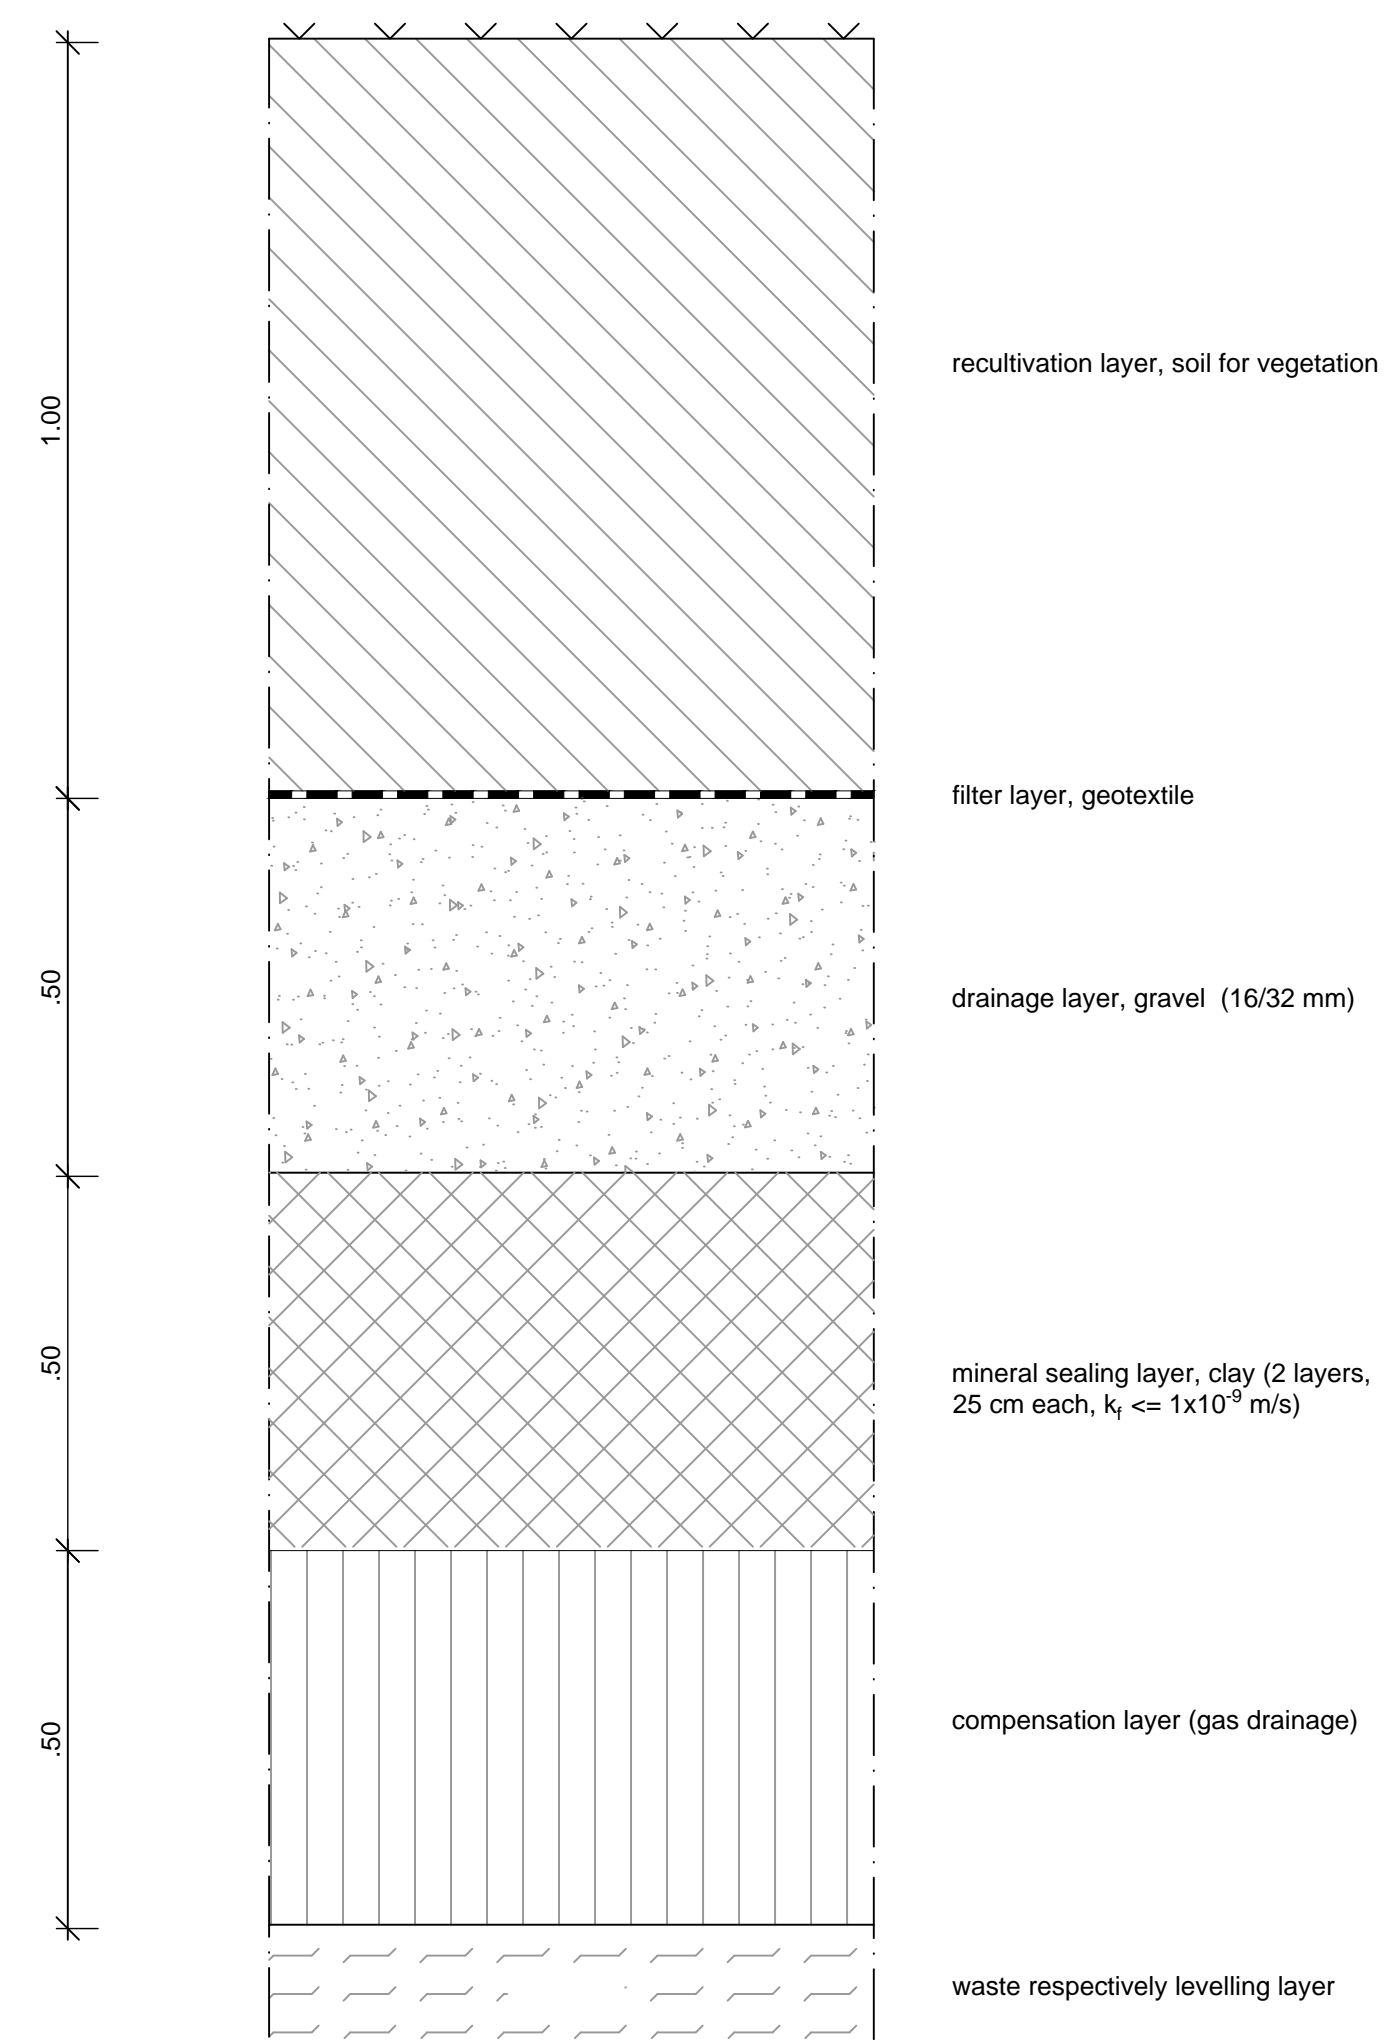 1.00
recultivation layer, soil for vegetation
filter layer, geotextile
.50
drainage layer, gravel  (16/32 mm)
.50
mineral sealing layer, clay (2 layers,
25 cm each, kf <= 1x10-9 m/s)
.50
compensation layer (gas drainage)
waste respectively levelling layer